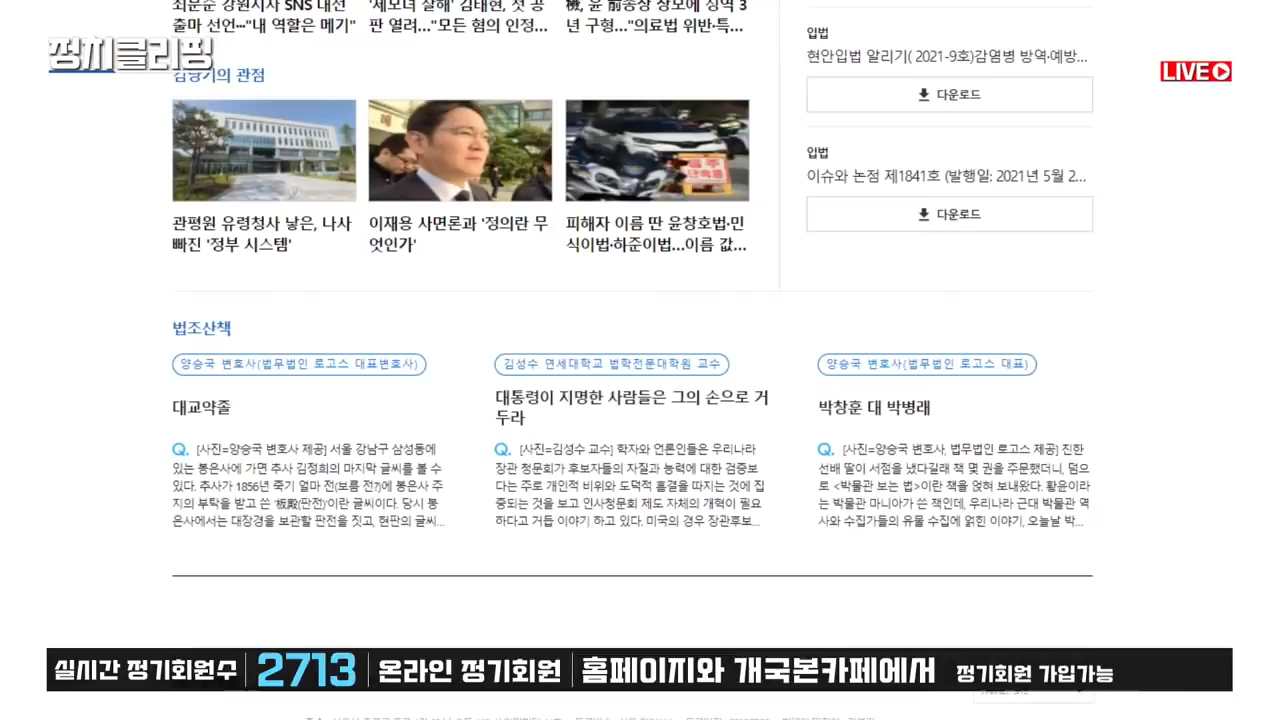 최문순 강원지사 SNS 대선
출마 선언…"내 역할은 메기"
'세모녀 살해' 김태현, 첫 공
판 열려…"모든 혐의 인정…
檢, 윤 前총장 장모에 징역 3
년 구형…"의료법 위반·특…
정치클리핑
LIVE
입법
현안입법 알리기( 2021-9호)감염병 방역·예방…
다운로드
입법
이슈와 논점 제1841호 (발행일: 2021년 5월 2…
다운로드
관점
음주
단속중
관평원 유령청사 낳은, 나사
빠진 '정부 시스템'
이재용 사면론과 '정의란 무
엇인가'
피해자 이름 딴 윤창호법·민
식이법·하준이법…이름 값…
법조산책
양승국 변호사(법무법인 로고스 대표변호사)
대교약졸
Q. [사진=양승국 변호사 제공] 서울 강남구 삼성동에
있는 봉은사에 가면 추사 김정희의 마지막 글씨를 볼 수
있다. 추사가 1856년 죽기 얼마 전(보름 전?)에 봉은사 주
지의 부탁을 받고 쓴 '板殿(판전)'이란 글씨이다. 당시 봉
은사에서는 대장경을 보관할 판전을 짓고, 현판의 글씨…
김성수 연세대학교 법학전문대학원 교수
대통령이 지명한 사람들은 그의 손으로 거
두라
Q. [사진=김성수 교수] 학자와 언론인들은 우리나라
장관 청문회가 후보자들의 자질과 능력에 대한 검증보
다는 주로 개인적 비위와 도덕적 흠결을 따지는 것에 집
중되는 것을 보고 인사청문회 제도 자체의 개혁이 필요
하다고 거듭 이야기 하고 있다. 미국의 경우 장관후보…
양승국 변호사(법무법인 로고스 대표)
박창훈 대 박병래
Q. [사진=양승국 변호사, 법무법인 로고스 제공] 친한
선배 딸이 서점을 냈다길래 책 몇 권을 주문했더니, 덤으
로 <박물관 보는 법>이란 책을 얹혀 보내왔다. 황윤이라
는 박물관 마니아가 쓴 책인데, 우리나라 근대 박물관 역
사와 수집가들의 유물 수집에 얽힌 이야기, 오늘날 박…
실시간 정기회원수 2713 온라인 정기회원 홈페이지와 개국본카페에서 정기회원 가입가능